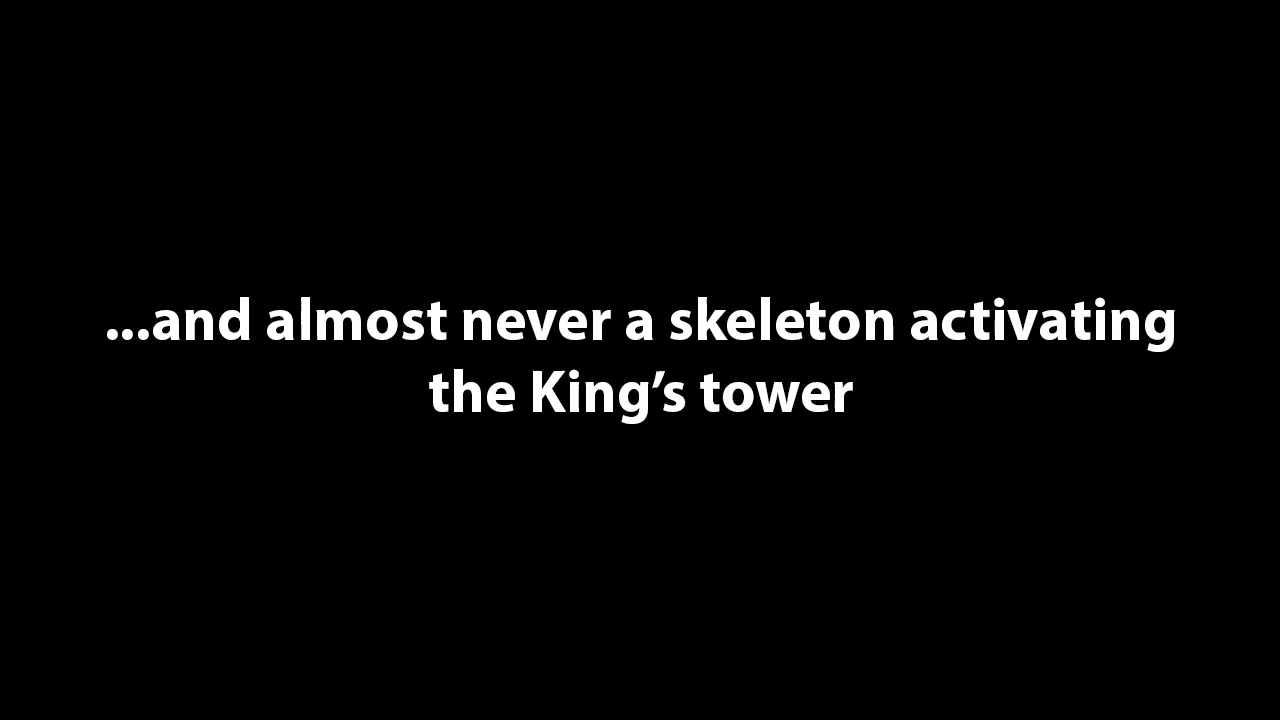 ...and almost never a skeleton activating
the King’s tower